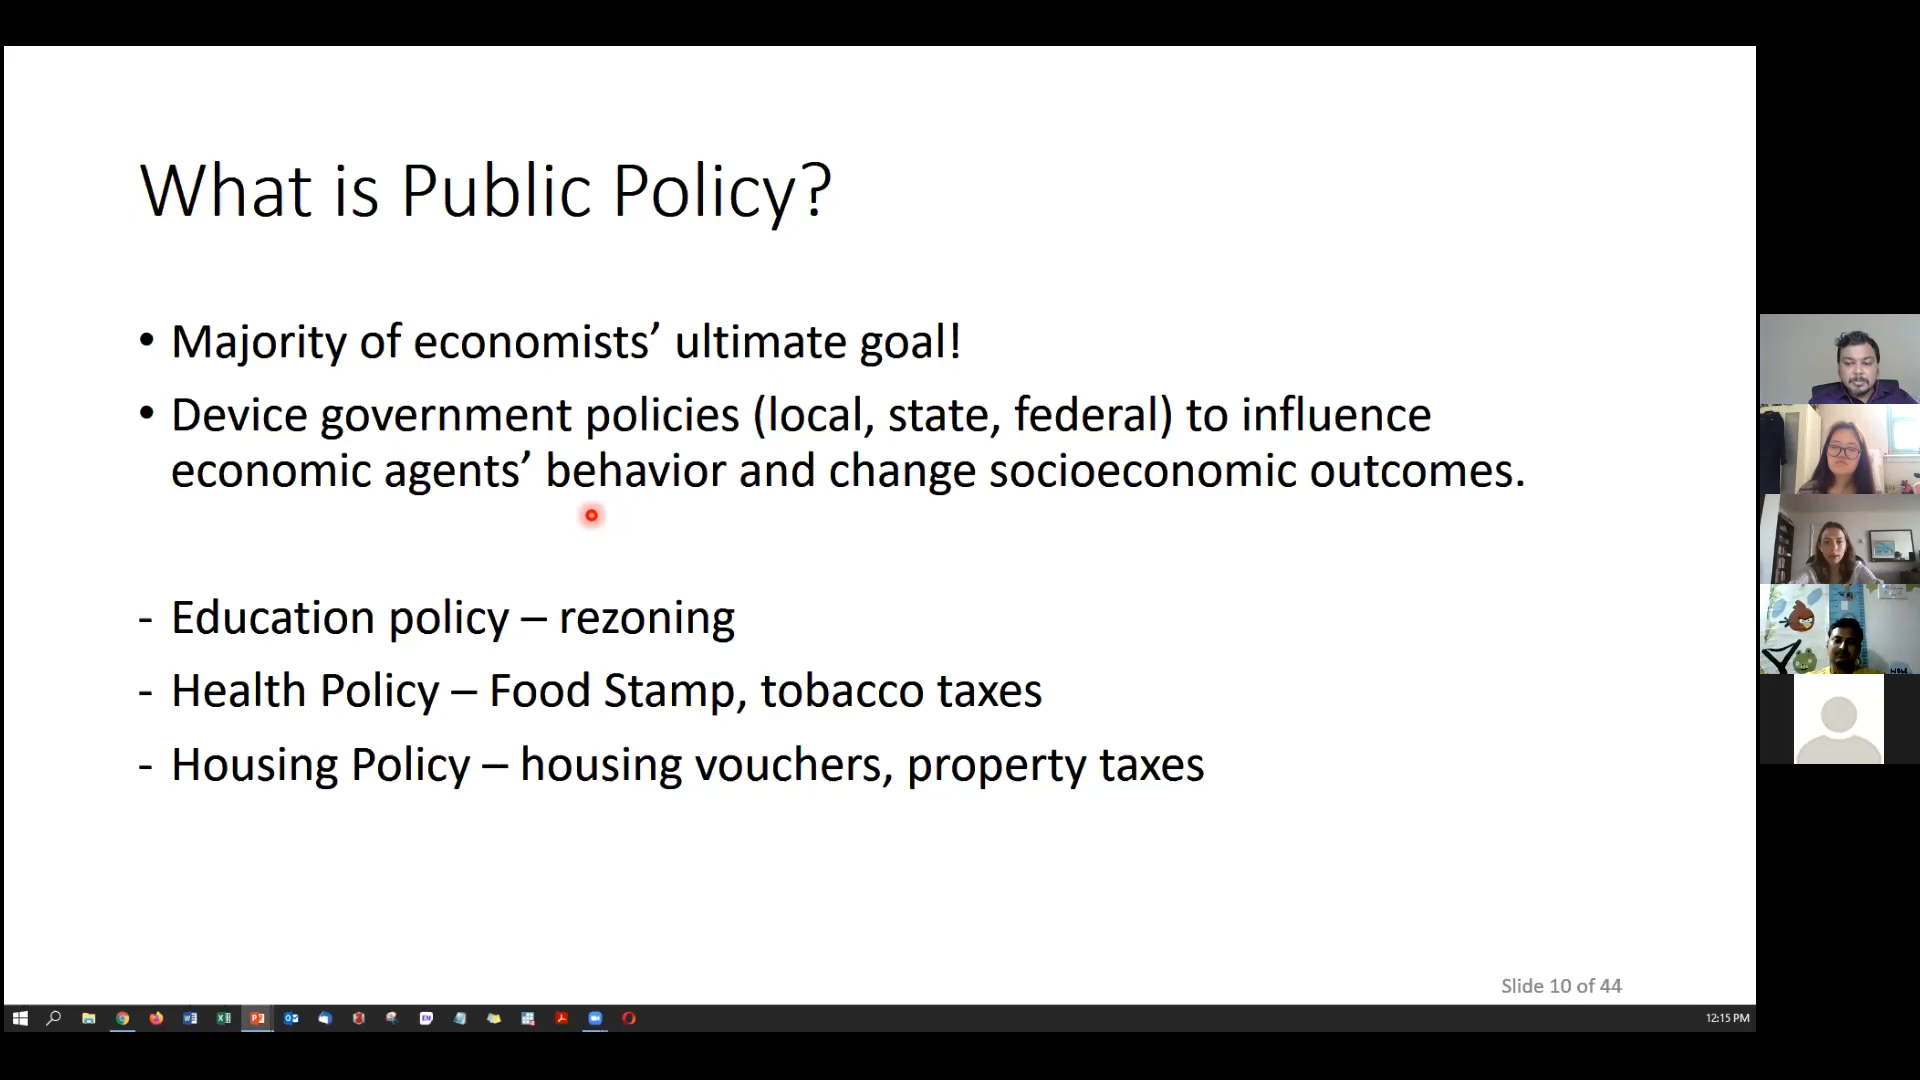 What is Public Policy?
• Majority of economists’ ultimate goal!
• Device government policies (local, state, federal) to influence
economic agents’ behavior and change socioeconomic outcomes.
- Education policy – rezoning
- Health Policy – Food Stamp, tobacco taxes
- Housing Policy – housing vouchers, property taxes
Slide 10 of 44
12:15 PM